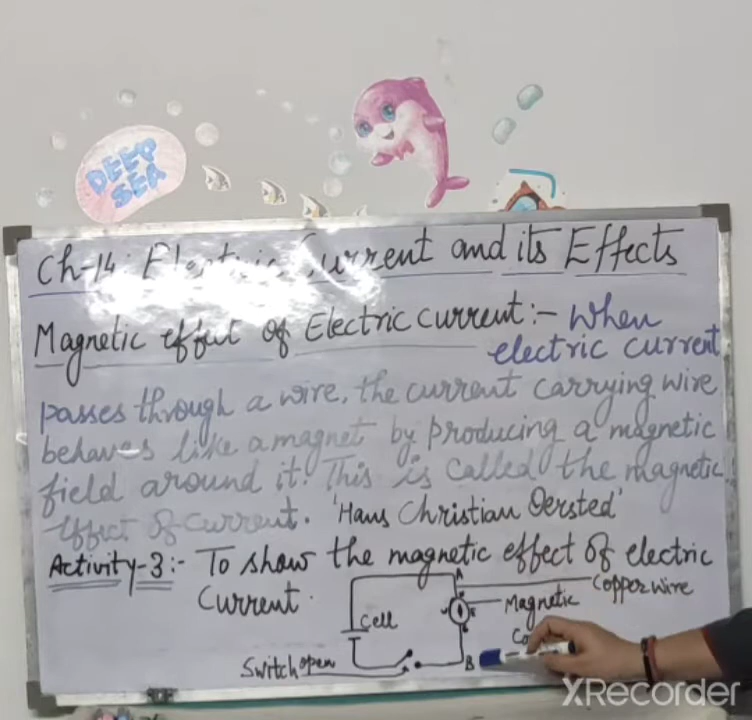 DEEP
SEA
Ch-14: Electric Current and its Effects
Magnetic effect of Electric current:- When
electric current
passes through a wire, the current carrying wire
behaves like a magnet by producing a magnetic
field around it. This is called the magnetic
effect of current. 'Hans Christian Oersted'
Activity-3:- To show the magnetic effect of electric
Current.
A
Copper wire
Cell
Magnetic
Co
Switch open
B
XRecorder